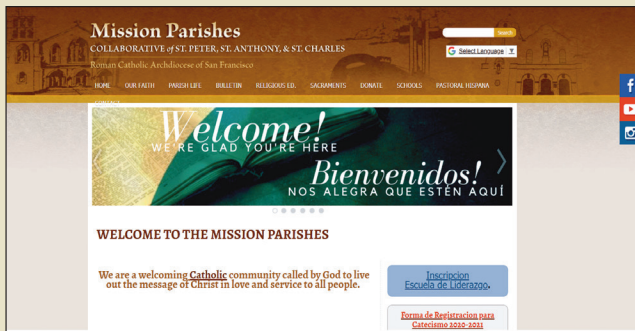 Mission Parishes
COLLABORATIVE of ST. PETER, ST. ANTHONY, & ST. CHARLES
Roman Catholic Archdiocese of San Francisco
Search
Select Language ▼
HOME OUR FAITH PARISH LIFE BULLETIN RELIGIOUS ED. SACRAMENTS DONATE SCHOOLS PASTORAL HISPANA
CONTACT
Welcome!
WE'RE GLAD YOU'RE HERE
Bienvenidos!
NOS ALEGRA QUE ESTÉN AQUÍ
WELCOME TO THE MISSION PARISHES
We are a welcoming Catholic community called by God to live
out the message of Christ in love and service to all people.
Inscripcion
Escuela de Liderazgo.
Forma de Registracion para
Catecismo 2020-2021